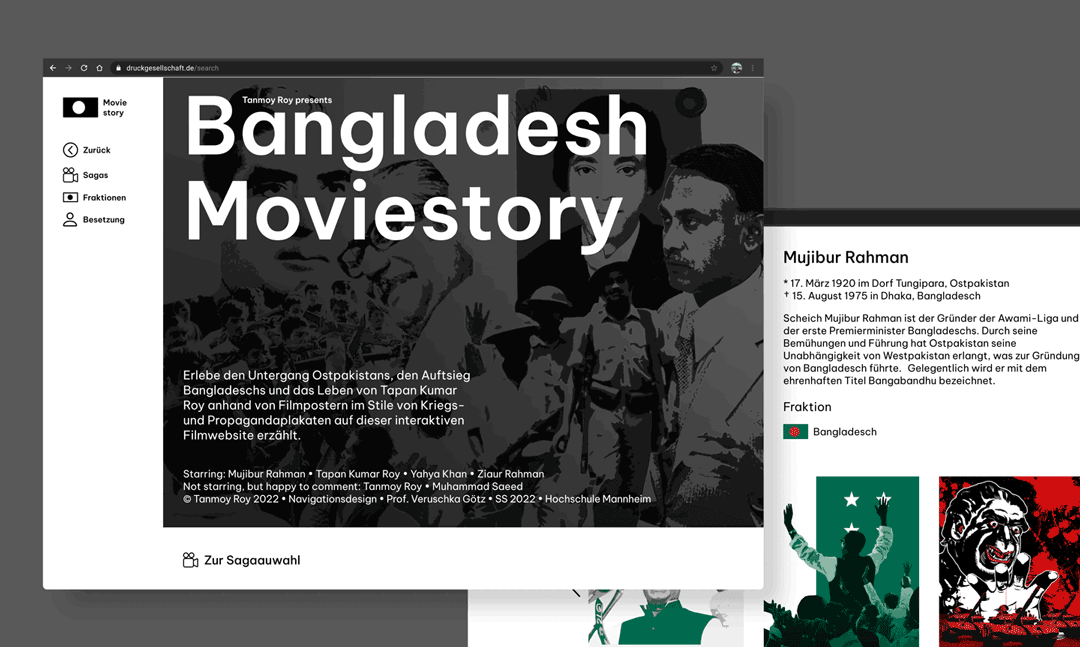 druckgesellschaft.de/search
Movie
story
Zurück
Sagas
Fraktionen
Besetzung
Tanmoy Roy presents
Bangladesh
Moviestory
Erlebe den Untergang Ostpakistans, den Auftsieg
Bangladeschs und das Leben von Tapan Kumar
Roy anhand von Filmpostern im Stile von Kriegs-
und Propagandaplakaten auf dieser interaktiven
Filmwebsite erzählt.
Starring: Mujibur Rahman • Tapan Kumar Roy • Yahya Khan • Ziaur Rahman
Not starring, but happy to comment: Tanmoy Roy • Muhammad Saeed
© Tanmoy Roy 2022 • Navigationsdesign • Prof. Veruschka Götz • SS 2022 • Hochschule Mannheim
Zur Sagaauwahl
Mujibur Rahman
* 17. März 1920 im Dorf Tungipara, Ostpakistan
† 15. August 1975 in Dhaka, Bangladesch
Scheich Mujibur Rahman ist der Gründer der Awami-Liga und
der erste Premierminister Bangladeschs. Durch seine
Bemühungen und Führung hat Ostpakistan seine
Unabhängigkeit von Westpakistan erlangt, was zur Gründung
von Bangladesch führte. Gelegentlich wird er mit dem
ehrenhaften Titel Bangabandhu bezeichnet.
Fraktion
Bangladesch